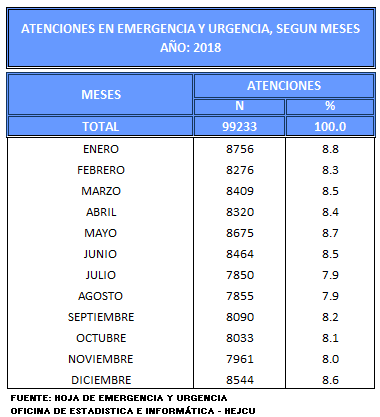 ATENCIONES EN EMERGENCIA Y URGENCIA, SEGUN MESES
AÑO: 2018
MESES
ATENCIONES
N %
TOTAL 99233 100.0
ENERO 8756 8.8
FEBRERO 8276 8.3
MARZO 8409 8.5
ABRIL 8320 8.4
MAYO 8675 8.7
JUNIO 8464 8.5
JULIO 7850 7.9
AGOSTO 7855 7.9
SEPTIEMBRE 8090 8.2
OCTUBRE 8033 8.1
NOVIEMBRE 7961 8.0
DICIEMBRE 8544 8.6
FUENTE: HOJA DE EMERGENCIA Y URGENCIA
OFICINA DE ESTADISTICA E INFORMÁTICA - HEJCU